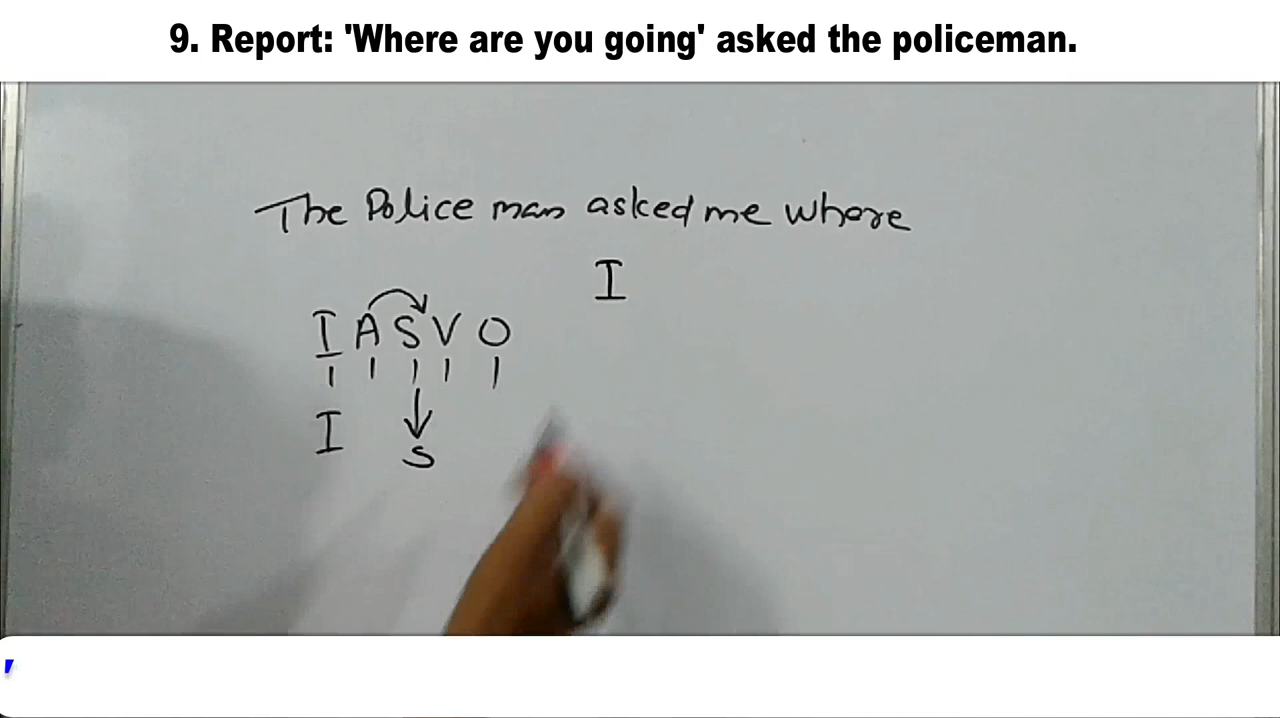 9. Report: 'Where are you going' asked the policeman.
The Police man asked me where
I
I A S V O
I S
'